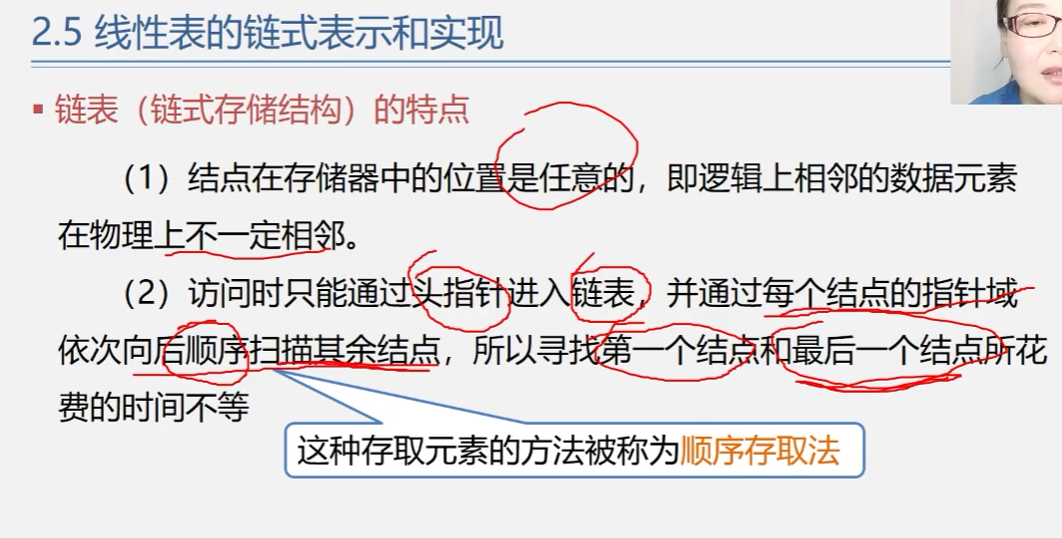 2.5 线性表的链式表示和实现
▪ 链表（链式存储结构）的特点
（1）结点在存储器中的位置是任意的，即逻辑上相邻的数据元素
在物理上不一定相邻。
（2）访问时只能通过头指针进入链表，并通过每个结点的指针域
依次向后顺序扫描其余结点，所以寻找第一个结点和最后一个结点所花
费的时间不等
这种存取元素的方法被称为顺序存取法